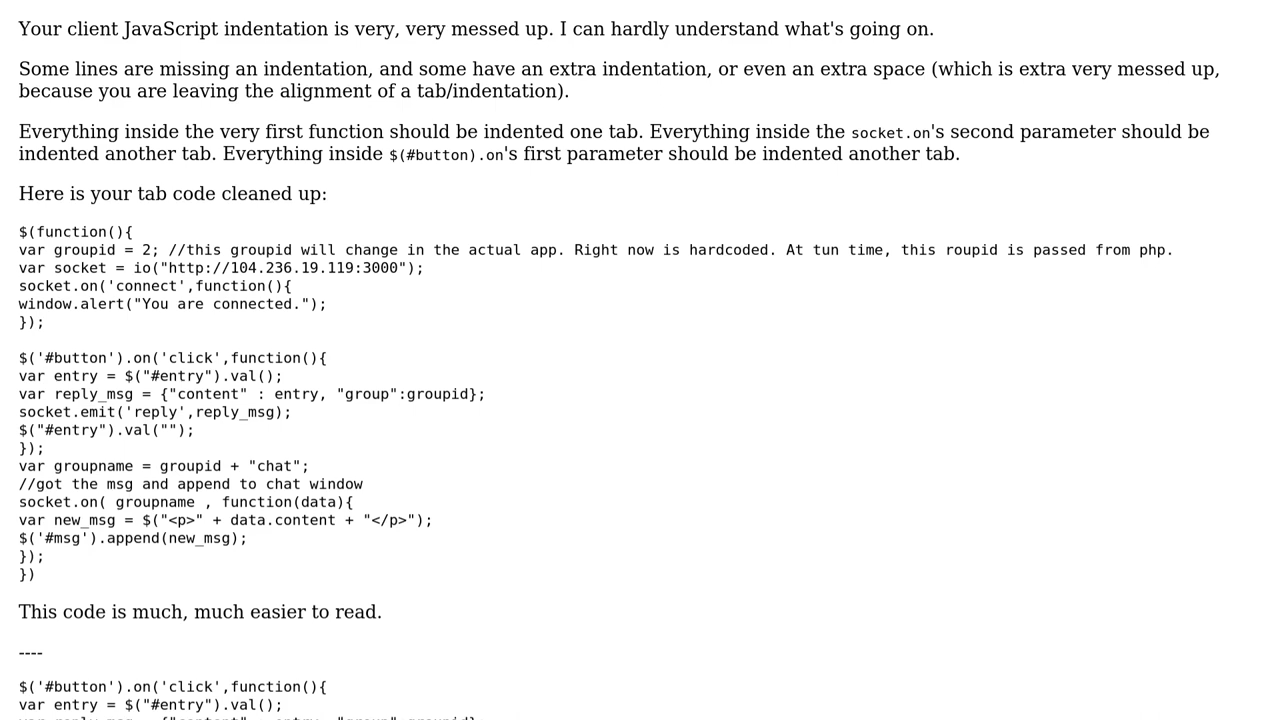 Your client JavaScript indentation is very, very messed up. I can hardly understand what's going on.
Some lines are missing an indentation, and some have an extra indentation, or even an extra space (which is extra very messed up,
because you are leaving the alignment of a tab/indentation).
Everything inside the very first function should be indented one tab. Everything inside the socket.on's second parameter should be
indented another tab. Everything inside $(#button).on's first parameter should be indented another tab.
Here is your tab code cleaned up:
$(function(){
var groupid = 2; //this groupid will change in the actual app. Right now is hardcoded. At tun time, this roupid is passed from php.
var socket = io("http://104.236.19.119:3000");
socket.on('connect',function(){
window.alert("You are connected.");
});
$('#button').on('click',function(){
var entry = $("#entry").val();
var reply_msg = {"content" : entry, "group":groupid};
socket.emit('reply',reply_msg);
$("#entry").val("");
});
var groupname = groupid + "chat";
//got the msg and append to chat window
socket.on( groupname , function(data){
var new_msg = $("<p>" + data.content + "</p>");
$('#msg').append(new_msg);
});
})
This code is much, much easier to read.
----
$('#button').on('click',function(){
var entry = $("#entry").val();